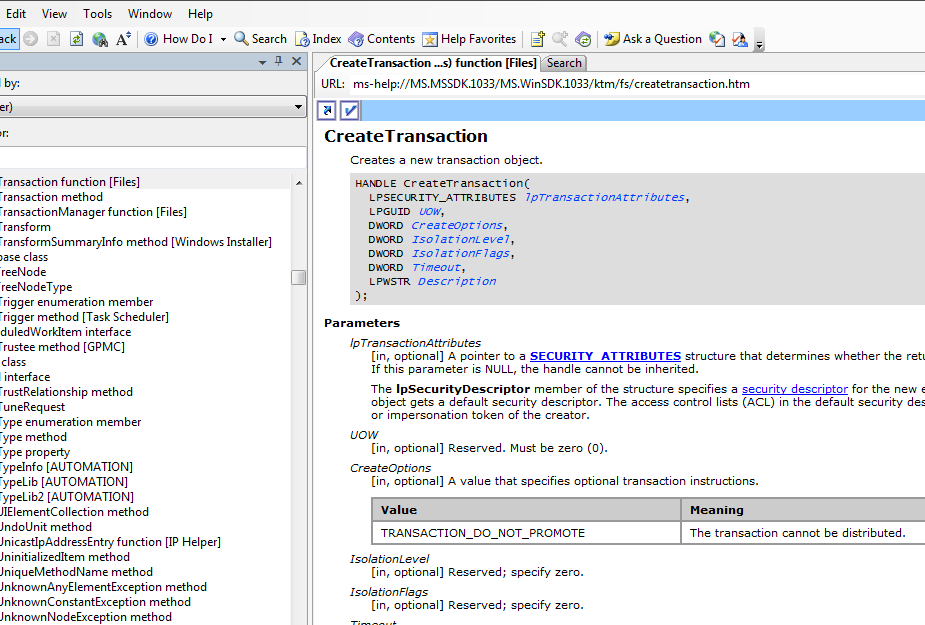 Edit View Tools Window Help
ack How Do I Search Index Contents Help Favorites Ask a Question
CreateTransaction ...s) function [Files] Search
by:
URL: ms-help://MS.MSSDK.1033/MS.WinSDK.1033/ktm/fs/createtransaction.htm
er)
or:
Transaction function [Files]
Transaction method
TransactionManager function [Files]
Transform
TransformSummaryInfo method [Windows Installer]
base class
reeNode
reeNodeType
Trigger enumeration member
Trigger method [Task Scheduler]
duledWorkItem interface
Trustee method [GPMC]
class
interface
TrustRelationship method
TuneRequest
Type enumeration member
Type method
Type property
TypeInfo [AUTOMATION]
TypeLib [AUTOMATION]
TypeLib2 [AUTOMATION]
UIElementCollection method
UndoUnit method
UnicastIpAddressEntry function [IP Helper]
UninitializedItem method
UniqueMethodName method
UnknownAnyElementException method
UnknownConstantException method
UnknownNodeException method
CreateTransaction
Creates a new transaction object.
HANDLE CreateTransaction(
LPSECURITY_ATTRIBUTES lpTransactionAttributes,
LPGUID UOW,
DWORD CreateOptions,
DWORD IsolationLevel,
DWORD IsolationFlags,
DWORD Timeout,
LPWSTR Description
);
Parameters
lpTransactionAttributes
[in, optional] A pointer to a SECURITY_ATTRIBUTES structure that determines whether the retu
If this parameter is NULL, the handle cannot be inherited.
The lpSecurityDescriptor member of the structure specifies a security descriptor for the new e
object gets a default security descriptor. The access control lists (ACL) in the default security des
or impersonation token of the creator.
UOW
[in, optional] Reserved. Must be zero (0).
CreateOptions
[in, optional] A value that specifies optional transaction instructions.
Value Meaning
TRANSACTION_DO_NOT_PROMOTE The transaction cannot be distributed.
IsolationLevel
[in, optional] Reserved; specify zero.
IsolationFlags
[in, optional] Reserved; specify zero.
Timeout